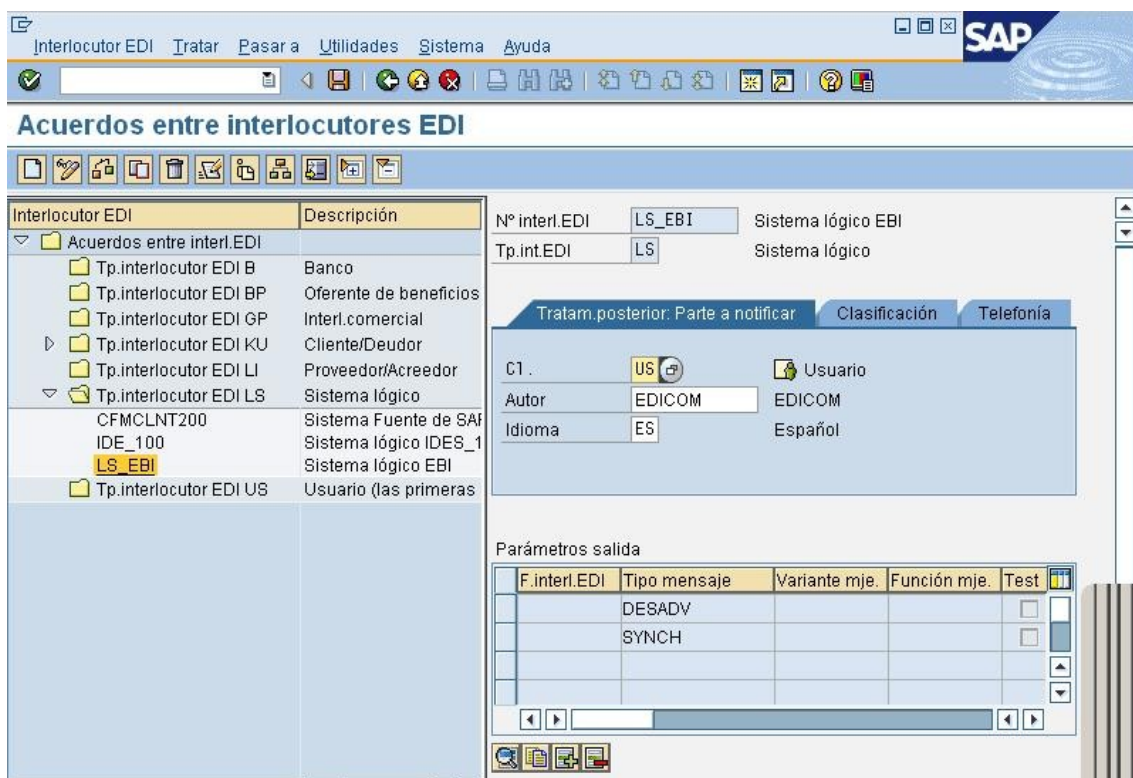 Interlocutor EDI Tratar Pasar a Utilidades Sistema Ayuda
SAP
Acuerdos entre interlocutores EDI
Interlocutor EDI Descripción
Acuerdos entre interl.EDI
Tp.interlocutor EDI B Banco
Tp.interlocutor EDI BP Oferente de beneficios
Tp.interlocutor EDI GP Interl.comercial
Tp.interlocutor EDI KU Cliente/Deudor
Tp.interlocutor EDI LI Proveedor/Acreedor
Tp.interlocutor EDI LS Sistema lógico
CFMCLNT200 Sistema Fuente de SAF
IDE_100 Sistema lógico IDES_1
LS_EBI Sistema lógico EBI
Tp.interlocutor EDI US Usuario (las primeras
Nº interl.EDI LS_EBI Sistema lógico EBI
Tp.int.EDI LS Sistema lógico
Tratam.posterior: Parte a notificar Clasificación Telefonía
Cl. US Usuario
Autor EDICOM EDICOM
Idioma ES Español
Parámetros salida
F.interl.EDI Tipo mensaje Variante mje. Función mje. Test
DESADV
SYNCH